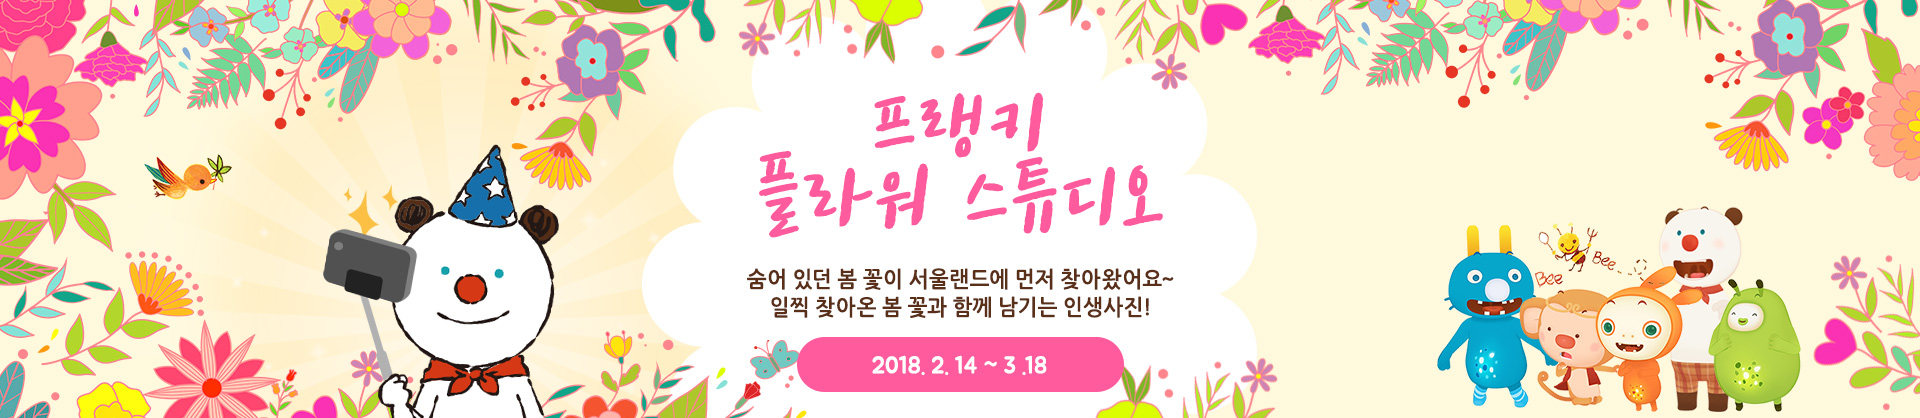 프랭키
플라워 스튜디오
숨어 있던 봄 꽃이 서울랜드에 먼저 찾아왔어요~
일찍 찾아온 봄 꽃과 함께 남기는 인생사진!
2018. 2. 14 ~ 3 .18
Bee
Bee